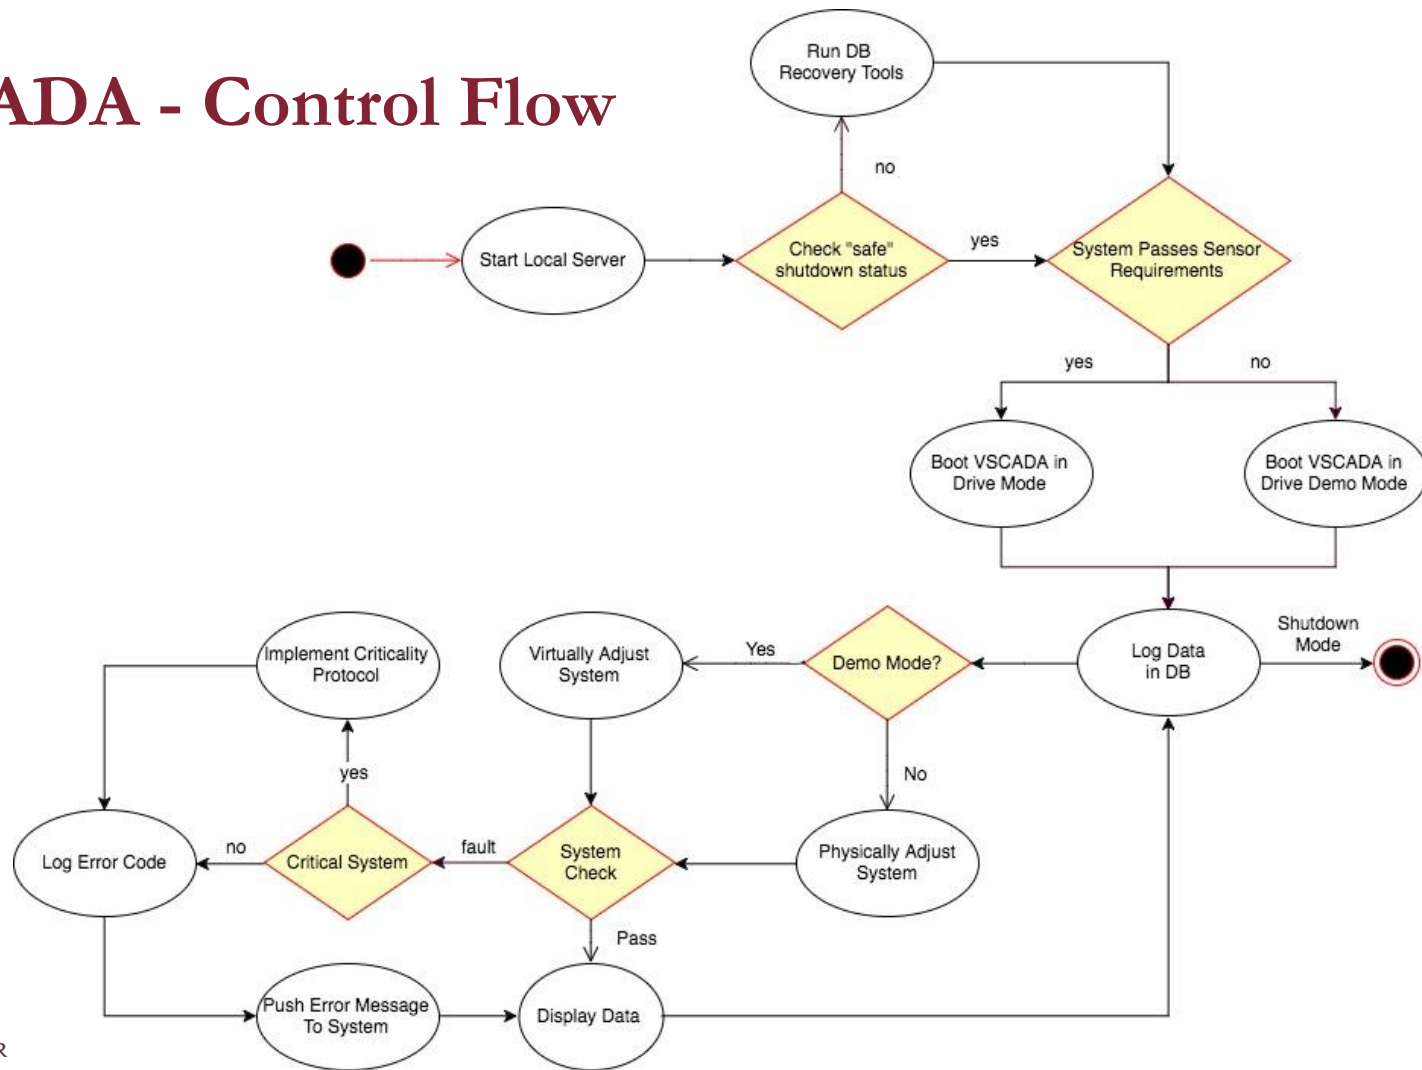 ADA - Control Flow
Run DB
Recovery Tools
no
Start Local Server
Check "safe"
shutdown status
yes
System Passes Sensor
Requirements
yes
no
Boot VSCADA in
Drive Mode
Boot VSCADA in
Drive Demo Mode
Implement Criticality
Protocol
Virtually Adjust
System
Yes
Demo Mode?
Log Data
in DB
Shutdown
Mode
yes
No
Log Error Code
no
Critical System
fault
System
Check
Physically Adjust
System
Pass
Push Error Message
To System
Display Data
R